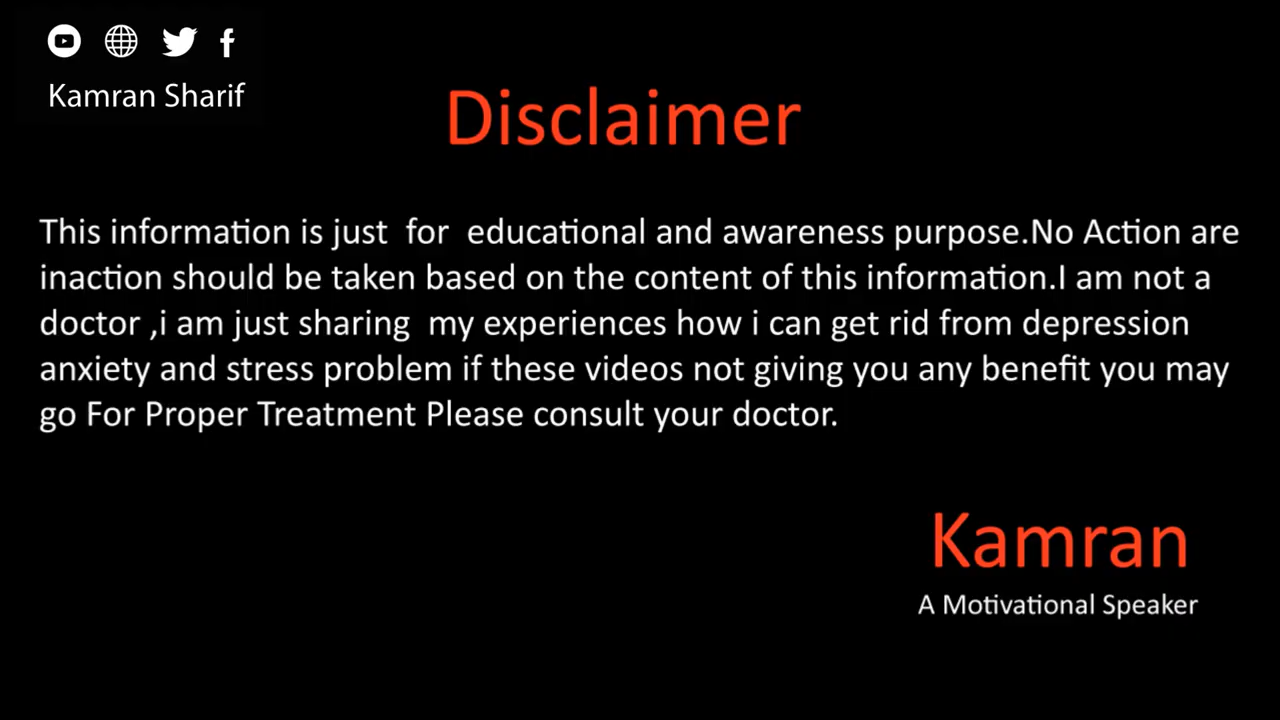 Kamran Sharif
Disclaimer
This information is just  for  educational and awareness purpose.No Action are
inaction should be taken based on the content of this information.I am not a
doctor ,i am just sharing  my experiences how i can get rid from depression
anxiety and stress problem if these videos not giving you any benefit you may
go For Proper Treatment Please consult your doctor.
Kamran
A Motivational Speaker